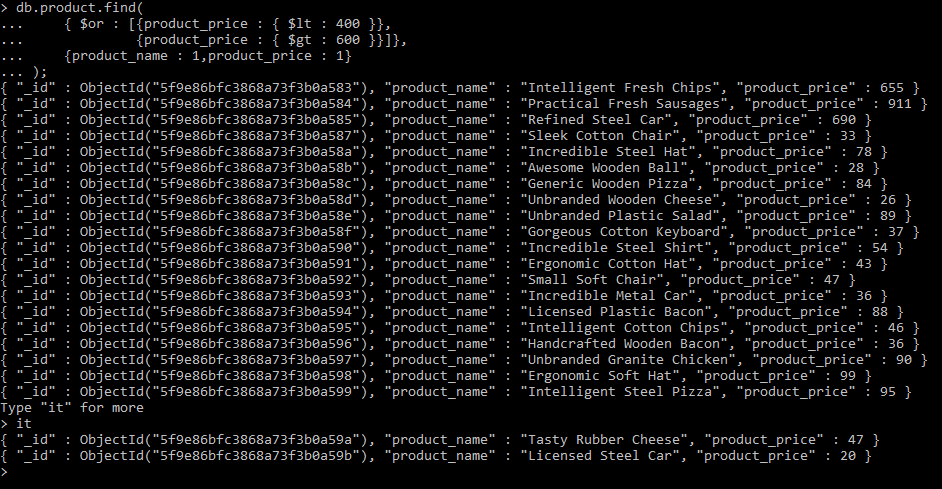 > db.product.find(
...     { $or : [{product_price : { $lt : 400 }},
...              {product_price : { $gt : 600 }}]},
...     {product_name : 1,product_price : 1}
... );
{ "_id" : ObjectId("5f9e86bfc3868a73f3b0a583"), "product_name" : "Intelligent Fresh Chips", "product_price" : 655 }
{ "_id" : ObjectId("5f9e86bfc3868a73f3b0a584"), "product_name" : "Practical Fresh Sausages", "product_price" : 911 }
{ "_id" : ObjectId("5f9e86bfc3868a73f3b0a585"), "product_name" : "Refined Steel Car", "product_price" : 690 }
{ "_id" : ObjectId("5f9e86bfc3868a73f3b0a587"), "product_name" : "Sleek Cotton Chair", "product_price" : 33 }
{ "_id" : ObjectId("5f9e86bfc3868a73f3b0a58a"), "product_name" : "Incredible Steel Hat", "product_price" : 78 }
{ "_id" : ObjectId("5f9e86bfc3868a73f3b0a58b"), "product_name" : "Awesome Wooden Ball", "product_price" : 28 }
{ "_id" : ObjectId("5f9e86bfc3868a73f3b0a58c"), "product_name" : "Generic Wooden Pizza", "product_price" : 84 }
{ "_id" : ObjectId("5f9e86bfc3868a73f3b0a58d"), "product_name" : "Unbranded Wooden Cheese", "product_price" : 26 }
{ "_id" : ObjectId("5f9e86bfc3868a73f3b0a58e"), "product_name" : "Unbranded Plastic Salad", "product_price" : 89 }
{ "_id" : ObjectId("5f9e86bfc3868a73f3b0a58f"), "product_name" : "Gorgeous Cotton Keyboard", "product_price" : 37 }
{ "_id" : ObjectId("5f9e86bfc3868a73f3b0a590"), "product_name" : "Incredible Steel Shirt", "product_price" : 54 }
{ "_id" : ObjectId("5f9e86bfc3868a73f3b0a591"), "product_name" : "Ergonomic Cotton Hat", "product_price" : 43 }
{ "_id" : ObjectId("5f9e86bfc3868a73f3b0a592"), "product_name" : "Small Soft Chair", "product_price" : 47 }
{ "_id" : ObjectId("5f9e86bfc3868a73f3b0a593"), "product_name" : "Incredible Metal Car", "product_price" : 36 }
{ "_id" : ObjectId("5f9e86bfc3868a73f3b0a594"), "product_name" : "Licensed Plastic Bacon", "product_price" : 88 }
{ "_id" : ObjectId("5f9e86bfc3868a73f3b0a595"), "product_name" : "Intelligent Cotton Chips", "product_price" : 46 }
{ "_id" : ObjectId("5f9e86bfc3868a73f3b0a596"), "product_name" : "Handcrafted Wooden Bacon", "product_price" : 36 }
{ "_id" : ObjectId("5f9e86bfc3868a73f3b0a597"), "product_name" : "Unbranded Granite Chicken", "product_price" : 90 }
{ "_id" : ObjectId("5f9e86bfc3868a73f3b0a598"), "product_name" : "Ergonomic Soft Hat", "product_price" : 99 }
{ "_id" : ObjectId("5f9e86bfc3868a73f3b0a599"), "product_name" : "Intelligent Steel Pizza", "product_price" : 95 }
Type "it" for more
> it
{ "_id" : ObjectId("5f9e86bfc3868a73f3b0a59a"), "product_name" : "Tasty Rubber Cheese", "product_price" : 47 }
{ "_id" : ObjectId("5f9e86bfc3868a73f3b0a59b"), "product_name" : "Licensed Steel Car", "product_price" : 20 }
>